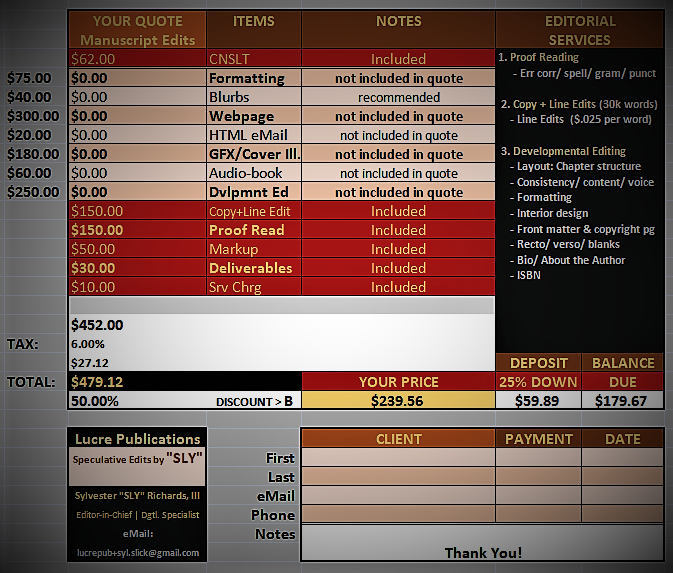 YOUR QUOTE ITEMS NOTES EDITORIAL
Manuscript Edits SERVICES
$62.00 CNSLT Included
$75.00 $0.00 Formatting not included in quote
$40.00 $0.00 Blurbs recommended
$300.00 $0.00 Webpage not included in quote
$20.00 $0.00 HTML eMail not included in quote
$180.00 $0.00 GFX/Cover Ill. not included in quote
$60.00 $0.00 Audio-book not included in quote
$250.00 $0.00 Dvlpmnt Ed not included in quote
$150.00 Copy+Line Edit Included
$150.00 Proof Read Included
$50.00 Markup Included
$30.00 Deliverables Included
$10.00 Srv Chrg Included
1. Proof Reading
- Err corr/ spell/ gram/ punct
2. Copy + Line Edits (30k words)
- Line Edits ($.025 per word)
3. Developmental Editing
- Layout: Chapter structure
- Consistency/ content/ voice
- Formatting
- Interior design
- Front matter & copyright pg
- Recto/ verso/ blanks
- Bio/ About the Author
- ISBN
$452.00
TAX: 6.00%
$27.12 DEPOSIT BALANCE
TOTAL: $479.12 YOUR PRICE 25% DOWN DUE
50.00% DISCOUNT > B $239.56 $59.89 $179.67
Lucre Publications
Speculative Edits by "SLY"
Sylvester "SLY" Richards, III
Editor-in-Chief | Dgtl. Specialist
eMail:
lucrepub+syl.slick@gmail.com
CLIENT PAYMENT DATE
First
Last
eMail
Phone
Notes
Thank You!